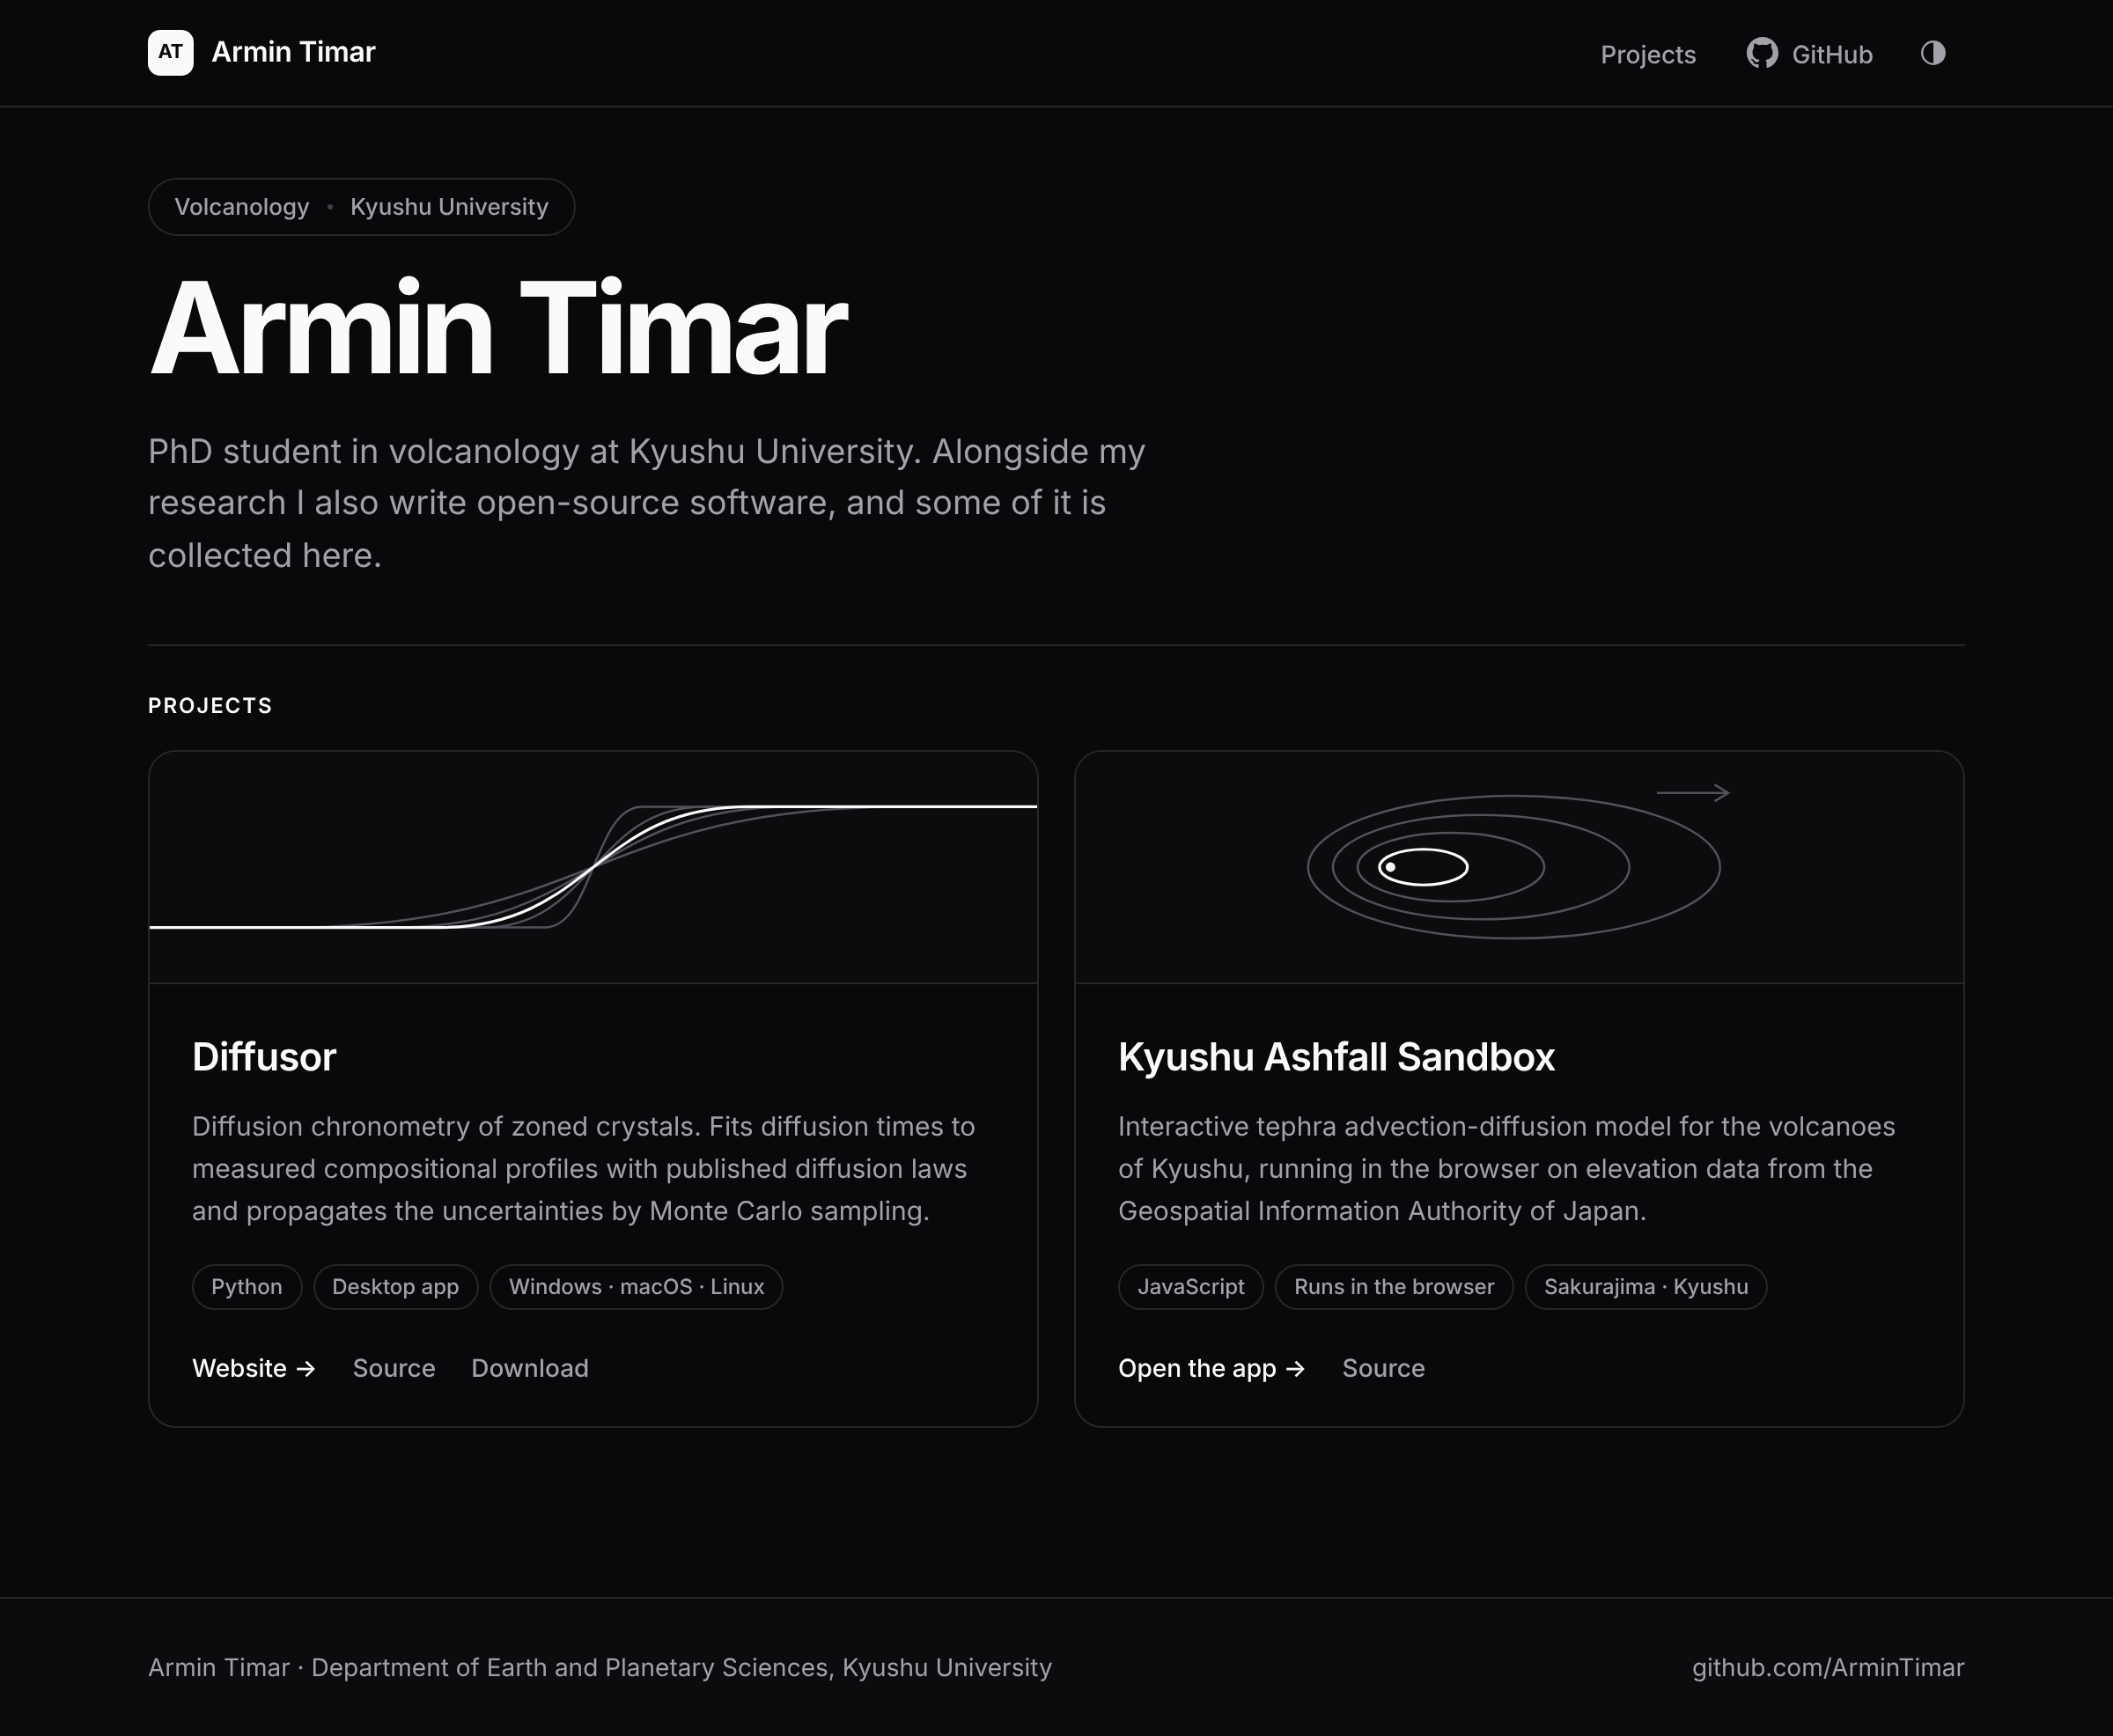 AT Armin Timar
Projects GitHub
Volcanology • Kyushu University
Armin Timar
PhD student in volcanology at Kyushu University. Alongside my
research I also write open-source software, and some of it is
collected here.
PROJECTS
Diffusor
Diffusion chronometry of zoned crystals. Fits diffusion times to
measured compositional profiles with published diffusion laws
and propagates the uncertainties by Monte Carlo sampling.
Python Desktop app Windows · macOS · Linux
Website → Source Download
Kyushu Ashfall Sandbox
Interactive tephra advection-diffusion model for the volcanoes
of Kyushu, running in the browser on elevation data from the
Geospatial Information Authority of Japan.
JavaScript Runs in the browser Sakurajima · Kyushu
Open the app → Source
Armin Timar · Department of Earth and Planetary Sciences, Kyushu University
github.com/ArminTimar